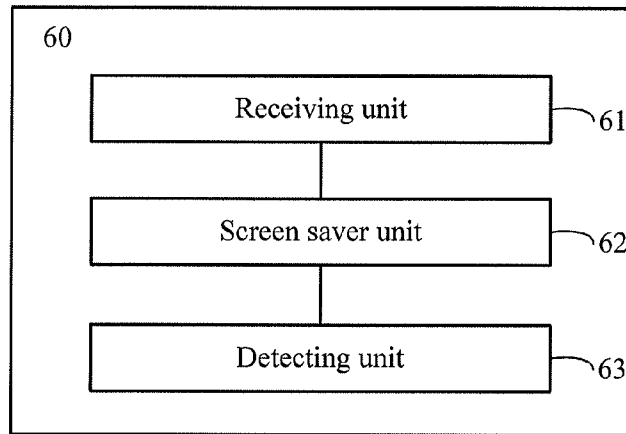 60
Receiving unit
61
Screen saver unit
62
Detecting unit
63